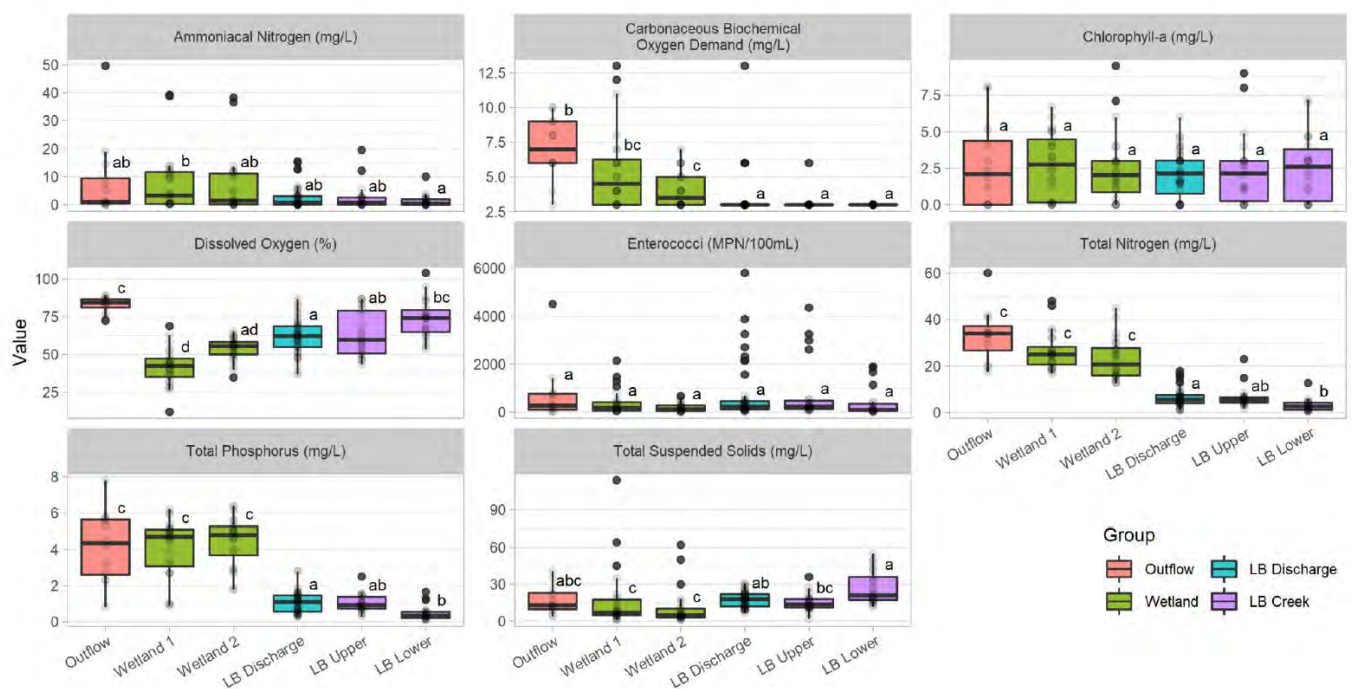 Ammoniacal Nitrogen (mg/L)
Carbonaceous Biochemical
Oxygen Demand (mg/L)
Chlorophyll-a (mg/L)
50
40
30
20
10
0
ab
b
ab
ab
ab
a
12.5
10.0
7.5
5.0
2.5
b
bc
c
a
a
a
7.5
5.0
2.5
0.0
a
a
a
a
a
a
Dissolved Oxygen (%)
Enterococci (MPN/100mL)
Total Nitrogen (mg/L)
Value
100
75
50
25
c
d
ad
a
ab
bc
6000
4000
2000
0
a
a
a
a
a
a
60
40
20
0
c
c
c
a
ab
b
Outflow
Wetland 1
Wetland 2
LB Discharge
LB Upper
LB Lower
Total Phosphorus (mg/L)
Total Suspended Solids (mg/L)
8
6
4
2
0
c
c
c
a
ab
b
90
60
30
0
abc
c
c
ab
bc
a
Outflow
Wetland 1
Wetland 2
LB Discharge
LB Upper
LB Lower
Outflow
Wetland 1
Wetland 2
LB Discharge
LB Upper
LB Lower
Group
Outflow
LB Discharge
Wetland
LB Creek